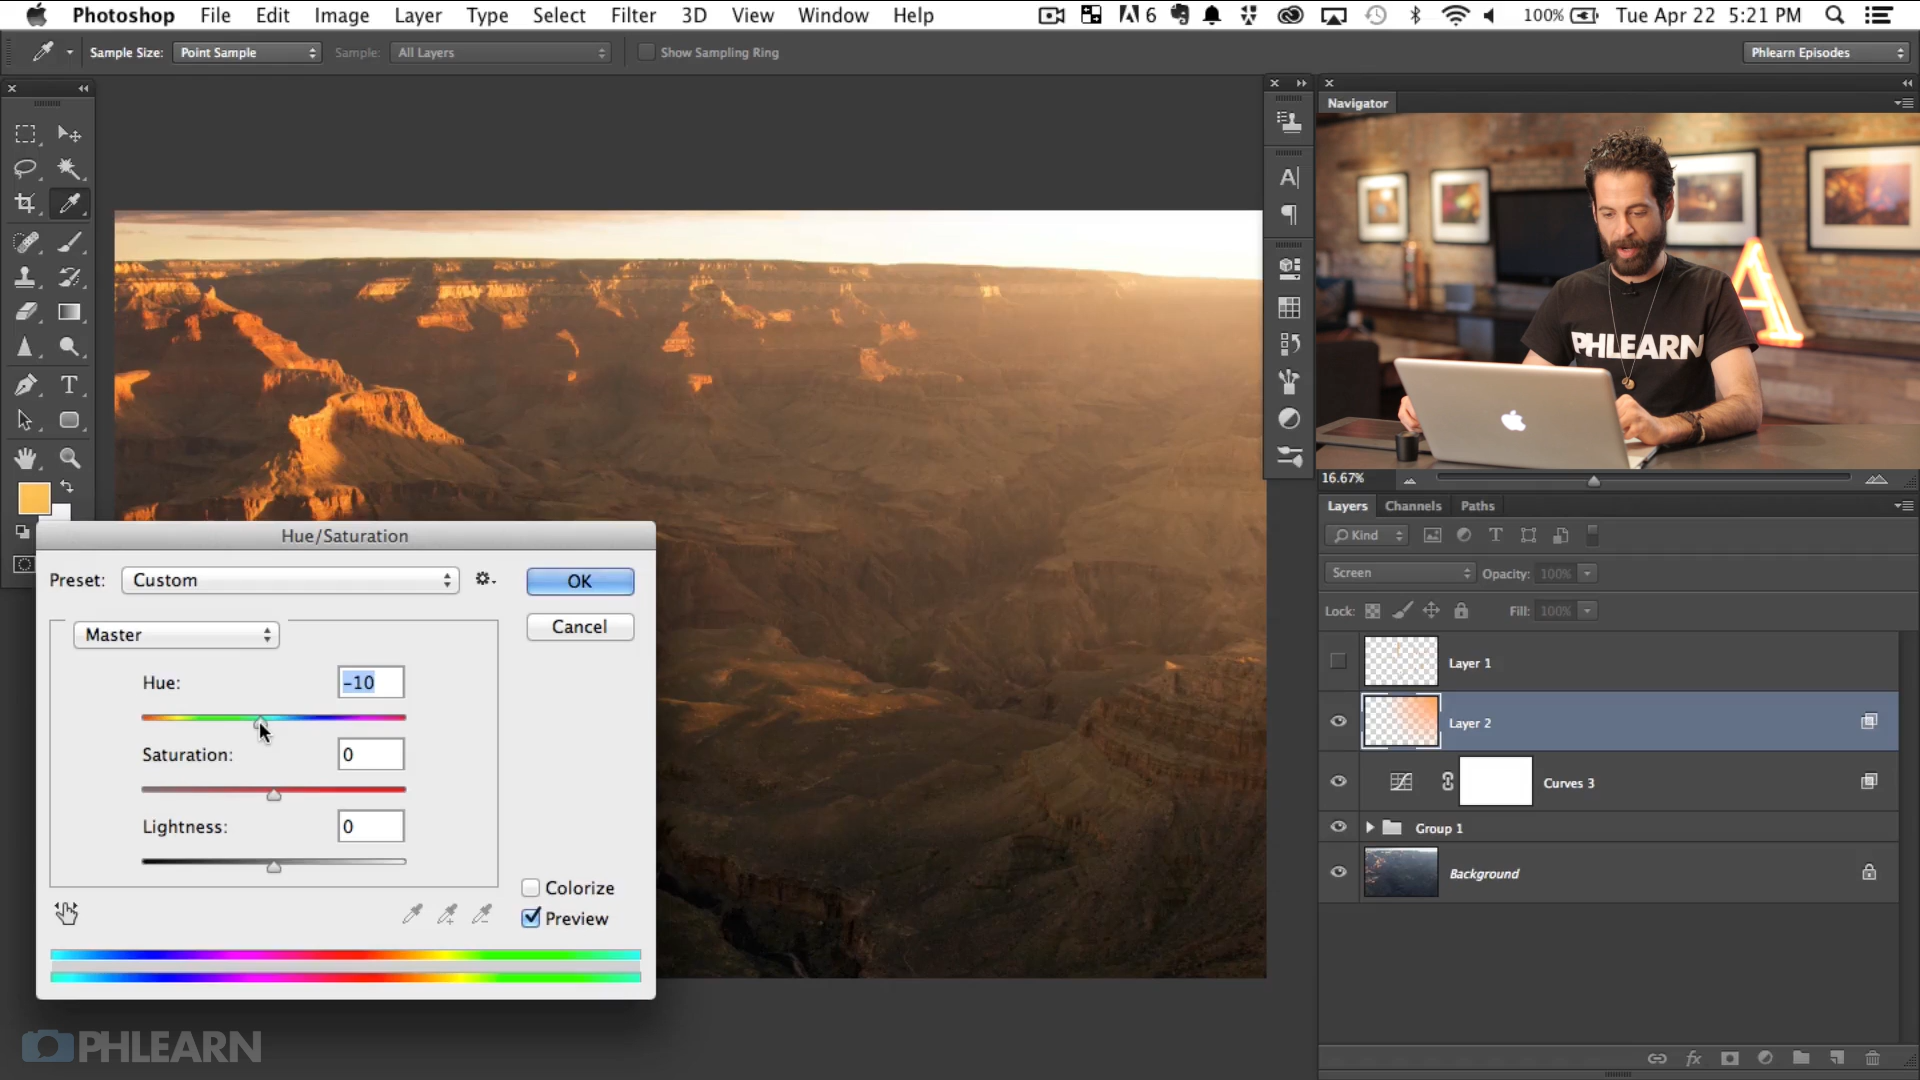 Photoshop File Edit Image Layer Type Select Filter 3D View Window Help 6 100% Tue Apr 22 5:21 PM
Sample Size: Point Sample Sample: All Layers Show Sampling Ring Phlearn Episodes
Navigator
PHLEARN
16.67%
Layers Channels Paths
Kind
Screen Opacity: 100%
Lock: Fill: 100%
Layer 1
Layer 2
Curves 3
Group 1
Background
Hue/Saturation
Preset: Custom OK
Cancel
Master
Hue: -10
Saturation: 0
Lightness: 0
Colorize
Preview
PHLEARN